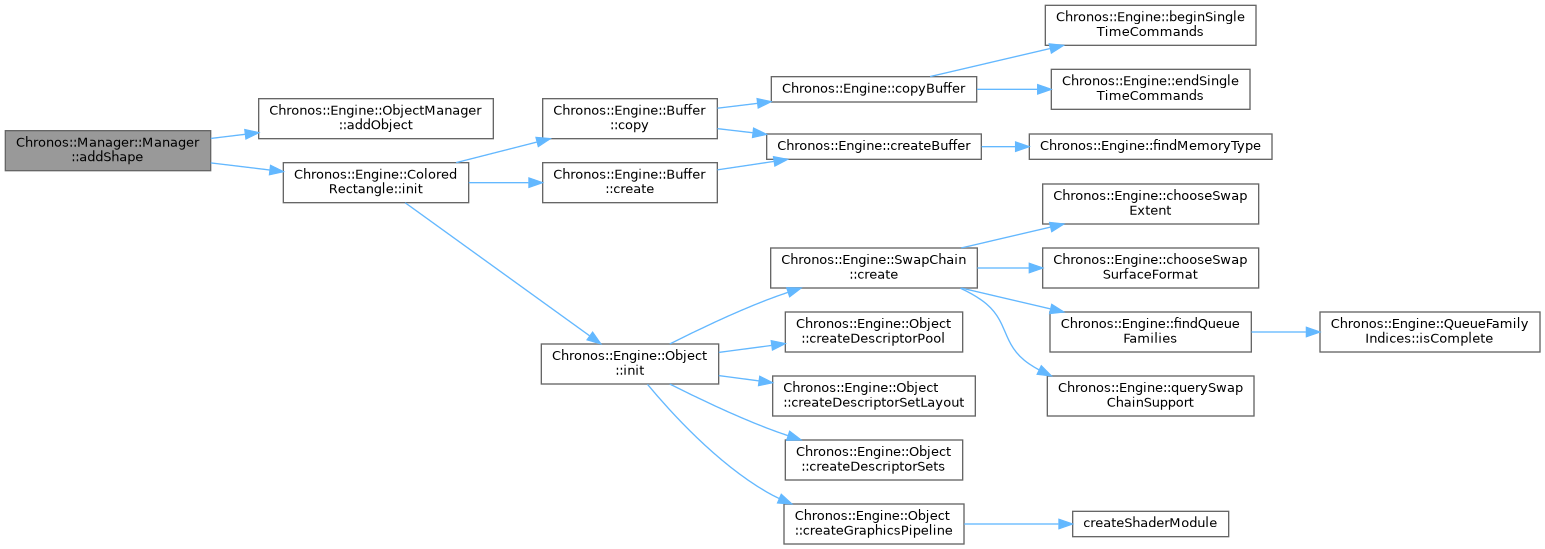 Chronos::Manager::Manager
::addShape
Chronos::Engine::ObjectManager
::addObject
Chronos::Engine::Colored
Rectangle::init
Chronos::Engine::Buffer
::copy
Chronos::Engine::Buffer
::create
Chronos::Engine::Object
::init
Chronos::Engine::copyBuffer
Chronos::Engine::createBuffer
Chronos::Engine::SwapChain
::create
Chronos::Engine::Object
::createDescriptorPool
Chronos::Engine::Object
::createDescriptorSetLayout
Chronos::Engine::Object
::createDescriptorSets
Chronos::Engine::Object
::createGraphicsPipeline
Chronos::Engine::beginSingle
TimeCommands
Chronos::Engine::endSingle
TimeCommands
Chronos::Engine::findMemoryType
Chronos::Engine::chooseSwap
Extent
Chronos::Engine::chooseSwap
SurfaceFormat
Chronos::Engine::findQueue
Families
Chronos::Engine::querySwap
ChainSupport
createShaderModule
Chronos::Engine::QueueFamily
Indices::isComplete